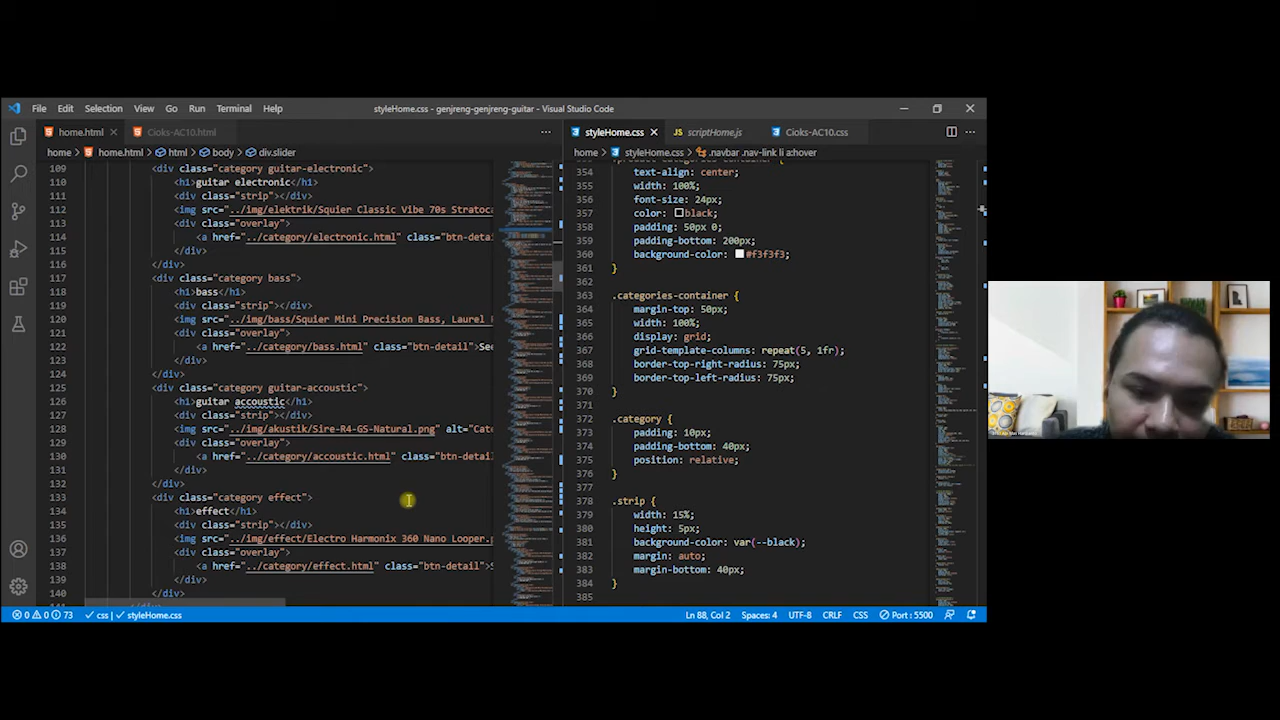 File Edit Selection View Go Run Terminal Help
styleHome.css - genjreng-genjreng-guitar - Visual Studio Code
home.html
Cioks-AC10.html
home > home.html > html > body > div.slider
109 <div class="category guitar-electronic">
110 <h1>guitar electronic</h1>
111 <div class="strip"></div>
112 <img src="../img/elektrik/Squier Classic Vibe 70s Stratoca
113 <div class="overlay">
114 <a href="../category/electronic.html" class="btn-detai
115 </div>
116 </div>
117 <div class="category bass">
118 <h1>bass</h1>
119 <div class="strip"></div>
120 <img src="../img/bass/Squier Mini Precision Bass, Laurel
121 <div class="overlay">
122 <a href="../category/bass.html" class="btn-detail">See
123 </div>
124 </div>
125 <div class="category guitar-accoustic">
126 <h1>guitar acoustic</h1>
127 <div class="strip"></div>
128 <img src="../img/akustik/Sire-R4-GS-Natural.png" alt="Cate
129 <div class="overlay">
130 <a href="../category/accoustic.html" class="btn-detail
131 </div>
132 </div>
133 <div class="category effect">
134 <h1>effect</h1>
135 <div class="strip"></div>
136 <img src="../img/effect/Electro Harmonix 360 Nano Looper.p
137 <div class="overlay">
138 <a href="../category/effect.html" class="btn-detail">S
139 </div>
140 </div>
styleHome.css
scriptHome.js
Cioks-AC10.css
home > styleHome.css > .navbar .nav-link li a:hover
354 text-align: center;
355 width: 100%;
356 font-size: 24px;
357 color: black;
358 padding: 50px 0;
359 padding-bottom: 200px;
360 background-color: #f3f3f3;
361 }
362
363 .categories-container {
364 margin-top: 50px;
365 width: 100%;
366 display: grid;
367 grid-template-columns: repeat(5, 1fr);
368 border-top-right-radius: 75px;
369 border-top-left-radius: 75px;
370 }
371
372 .category {
373 padding: 10px;
374 padding-bottom: 40px;
375 position: relative;
376 }
377
378 .strip {
379 width: 15%;
380 height: 5px;
381 background-color: var(--black);
382 margin: auto;
383 margin-bottom: 40px;
384 }
385
0 0 73 css | styleHome.css
Ln 88, Col 2 Spaces: 4 UTF-8 CRLF CSS Port : 5500